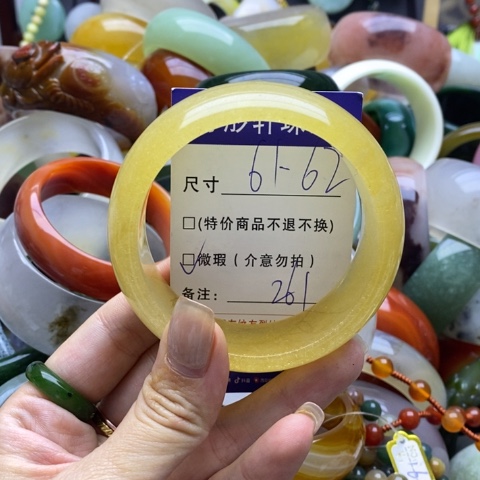 尺寸 61-62
□(特价商品不退不换)
☑微瑕(介意勿拍)
备注: 261